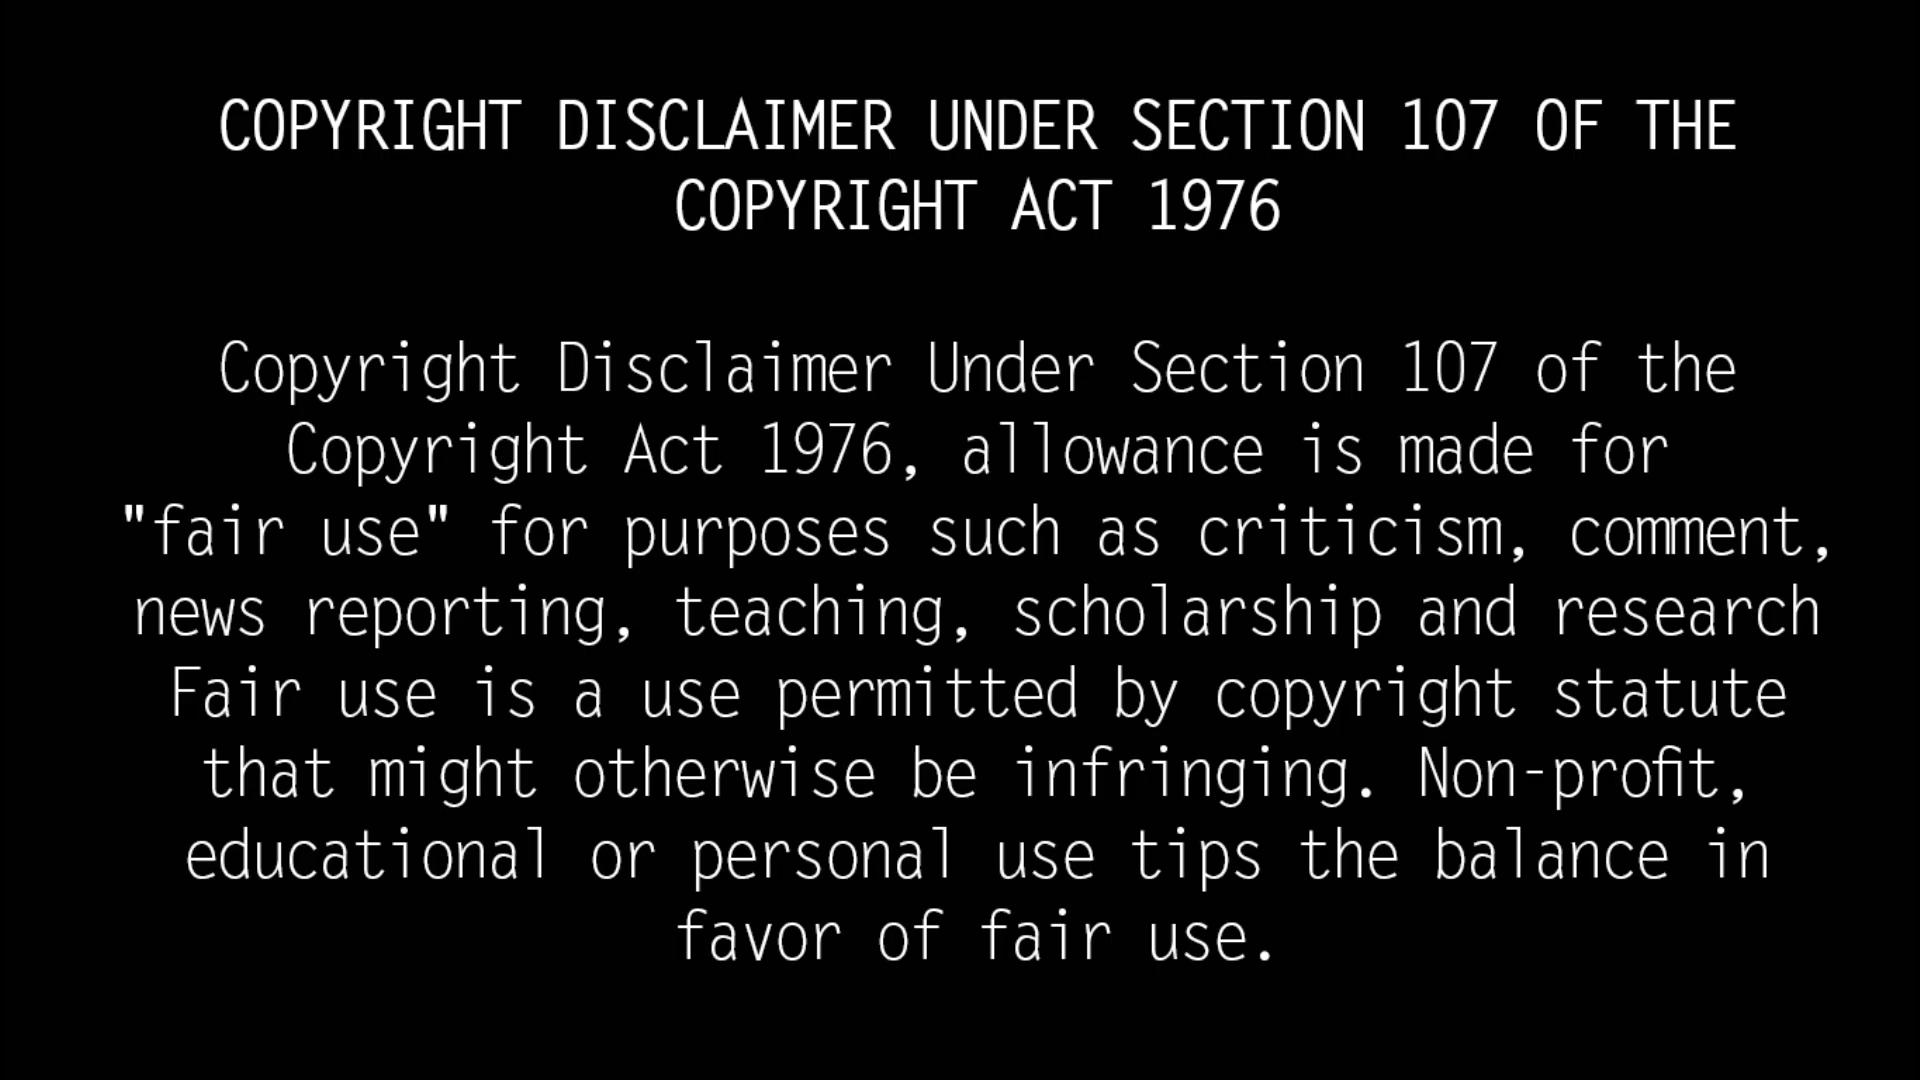 COPYRIGHT DISCLAIMER UNDER SECTION 107 OF THE
COPYRIGHT ACT 1976
Copyright Disclaimer Under Section 107 of the
Copyright Act 1976, allowance is made for
"fair use" for purposes such as criticism, comment,
news reporting, teaching, scholarship and research
Fair use is a use permitted by copyright statute
that might otherwise be infringing. Non-profit,
educational or personal use tips the balance in
favor of fair use.